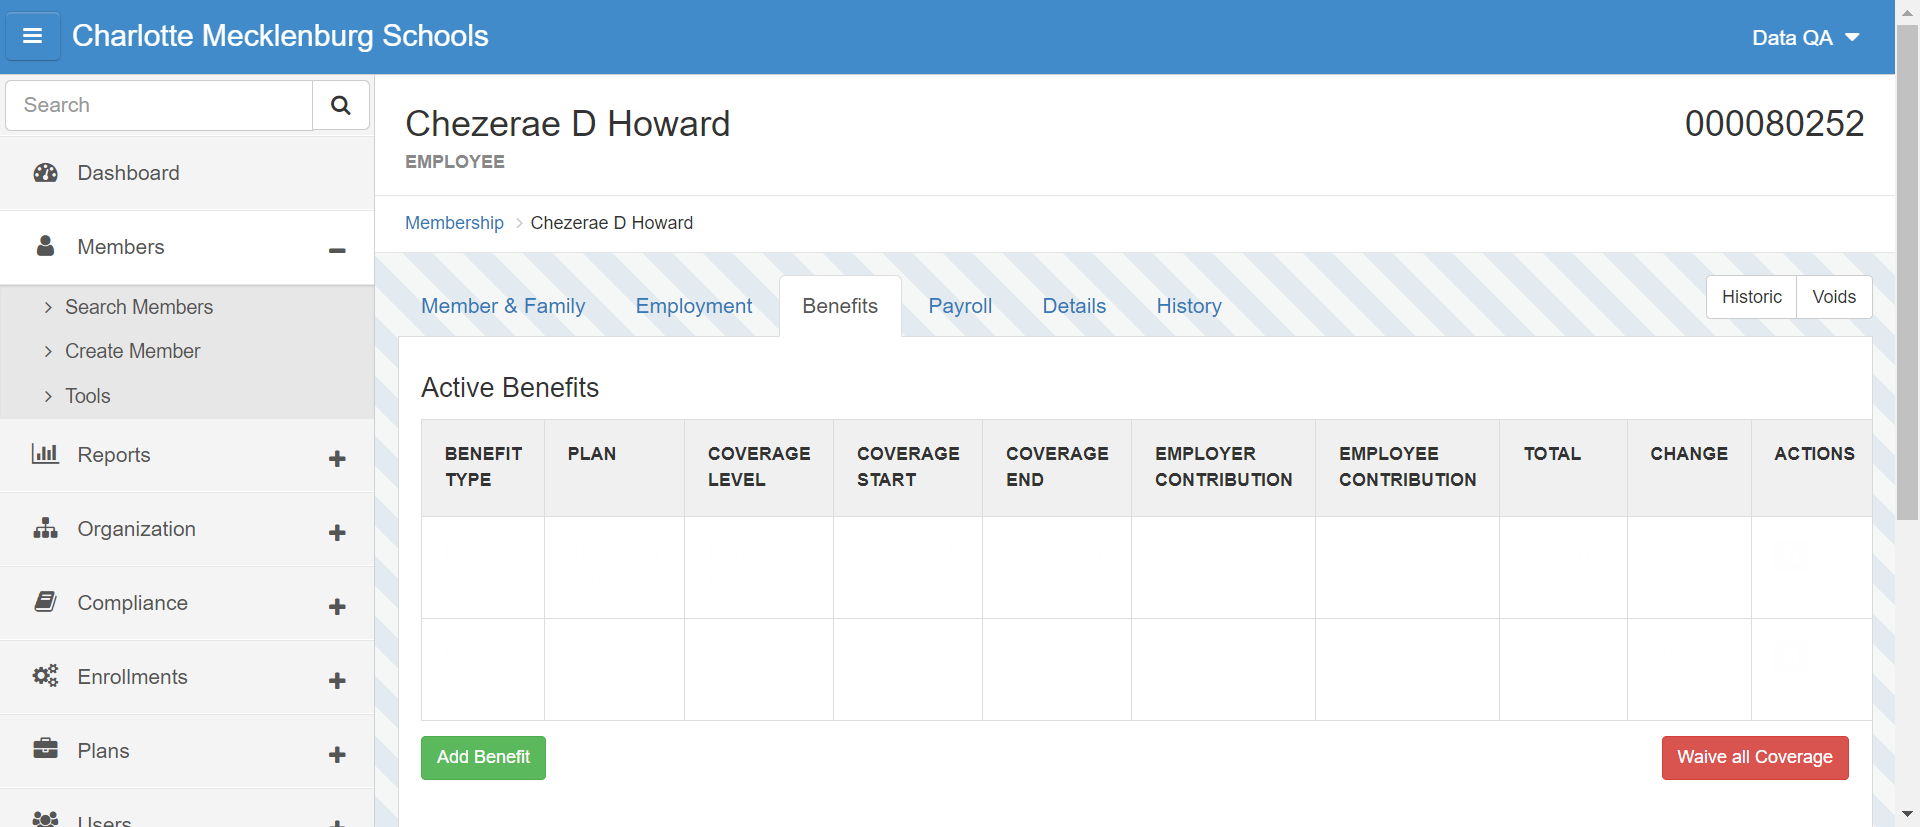 Charlotte Mecklenburg Schools
Data QA
Search
Dashboard
Members
Search Members
Create Member
Tools
Reports
Organization
Compliance
Enrollments
Plans
Users
Chezerae D Howard
000080252
EMPLOYEE
Membership > Chezerae D Howard
Member & Family
Employment
Benefits
Payroll
Details
History
Historic
Voids
Active Benefits
BENEFIT TYPE
PLAN
COVERAGE LEVEL
COVERAGE START
COVERAGE END
EMPLOYER CONTRIBUTION
EMPLOYEE CONTRIBUTION
TOTAL
CHANGE
ACTIONS
Add Benefit
Waive all Coverage